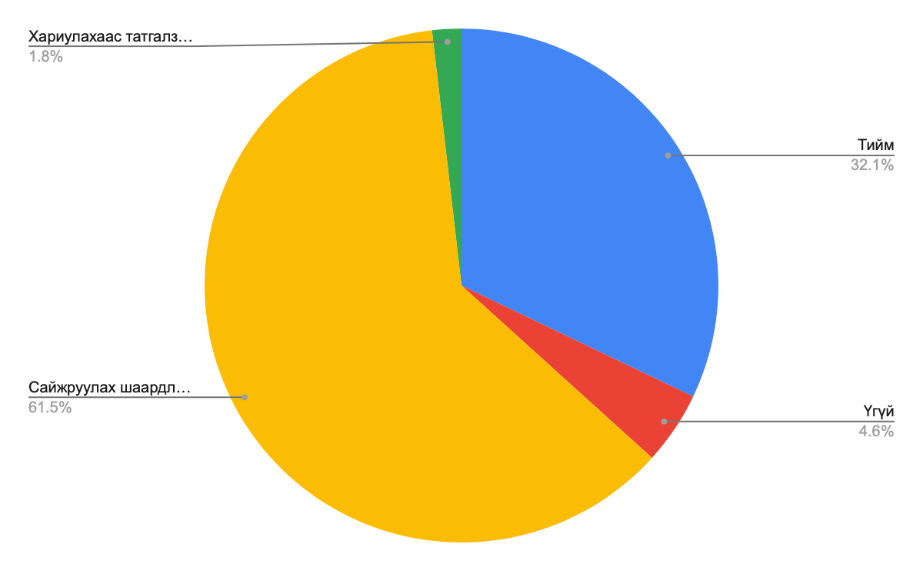 Хариулахаас татгалз…
1.8%
Тийм
32.1%
Сайжруулах шаардл…
61.5%
Үгүй
4.6%